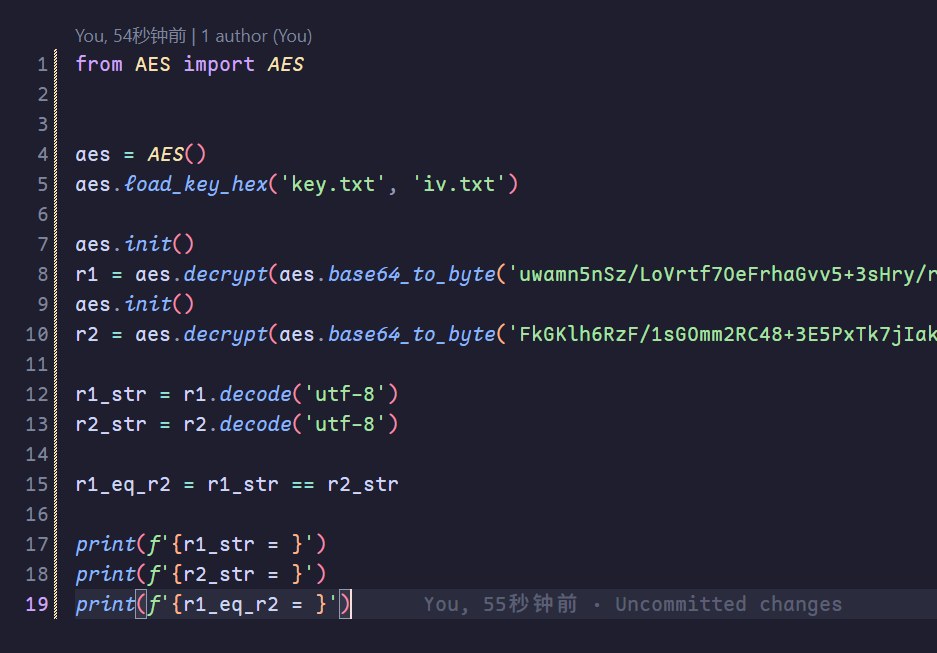 You, 54秒钟前 | 1 author (You)
1 from AES import AES
2
3
4 aes = AES()
5 aes.load_key_hex('key.txt', 'iv.txt')
6
7 aes.init()
8 r1 = aes.decrypt(aes.base64_to_byte('uwamn5nSz/LoVrtf7OeFrhaGvv5+3sHry/r
9 aes.init()
10 r2 = aes.decrypt(aes.base64_to_byte('FkGKlh6RzF/1sGOmm2RC48+3E5PxTk7jIak
11
12 r1_str = r1.decode('utf-8')
13 r2_str = r2.decode('utf-8')
14
15 r1_eq_r2 = r1_str == r2_str
16
17 print(f'{r1_str = }')
18 print(f'{r2_str = }')
19 print(f'{r1_eq_r2 = }') You, 55秒钟前 • Uncommitted changes